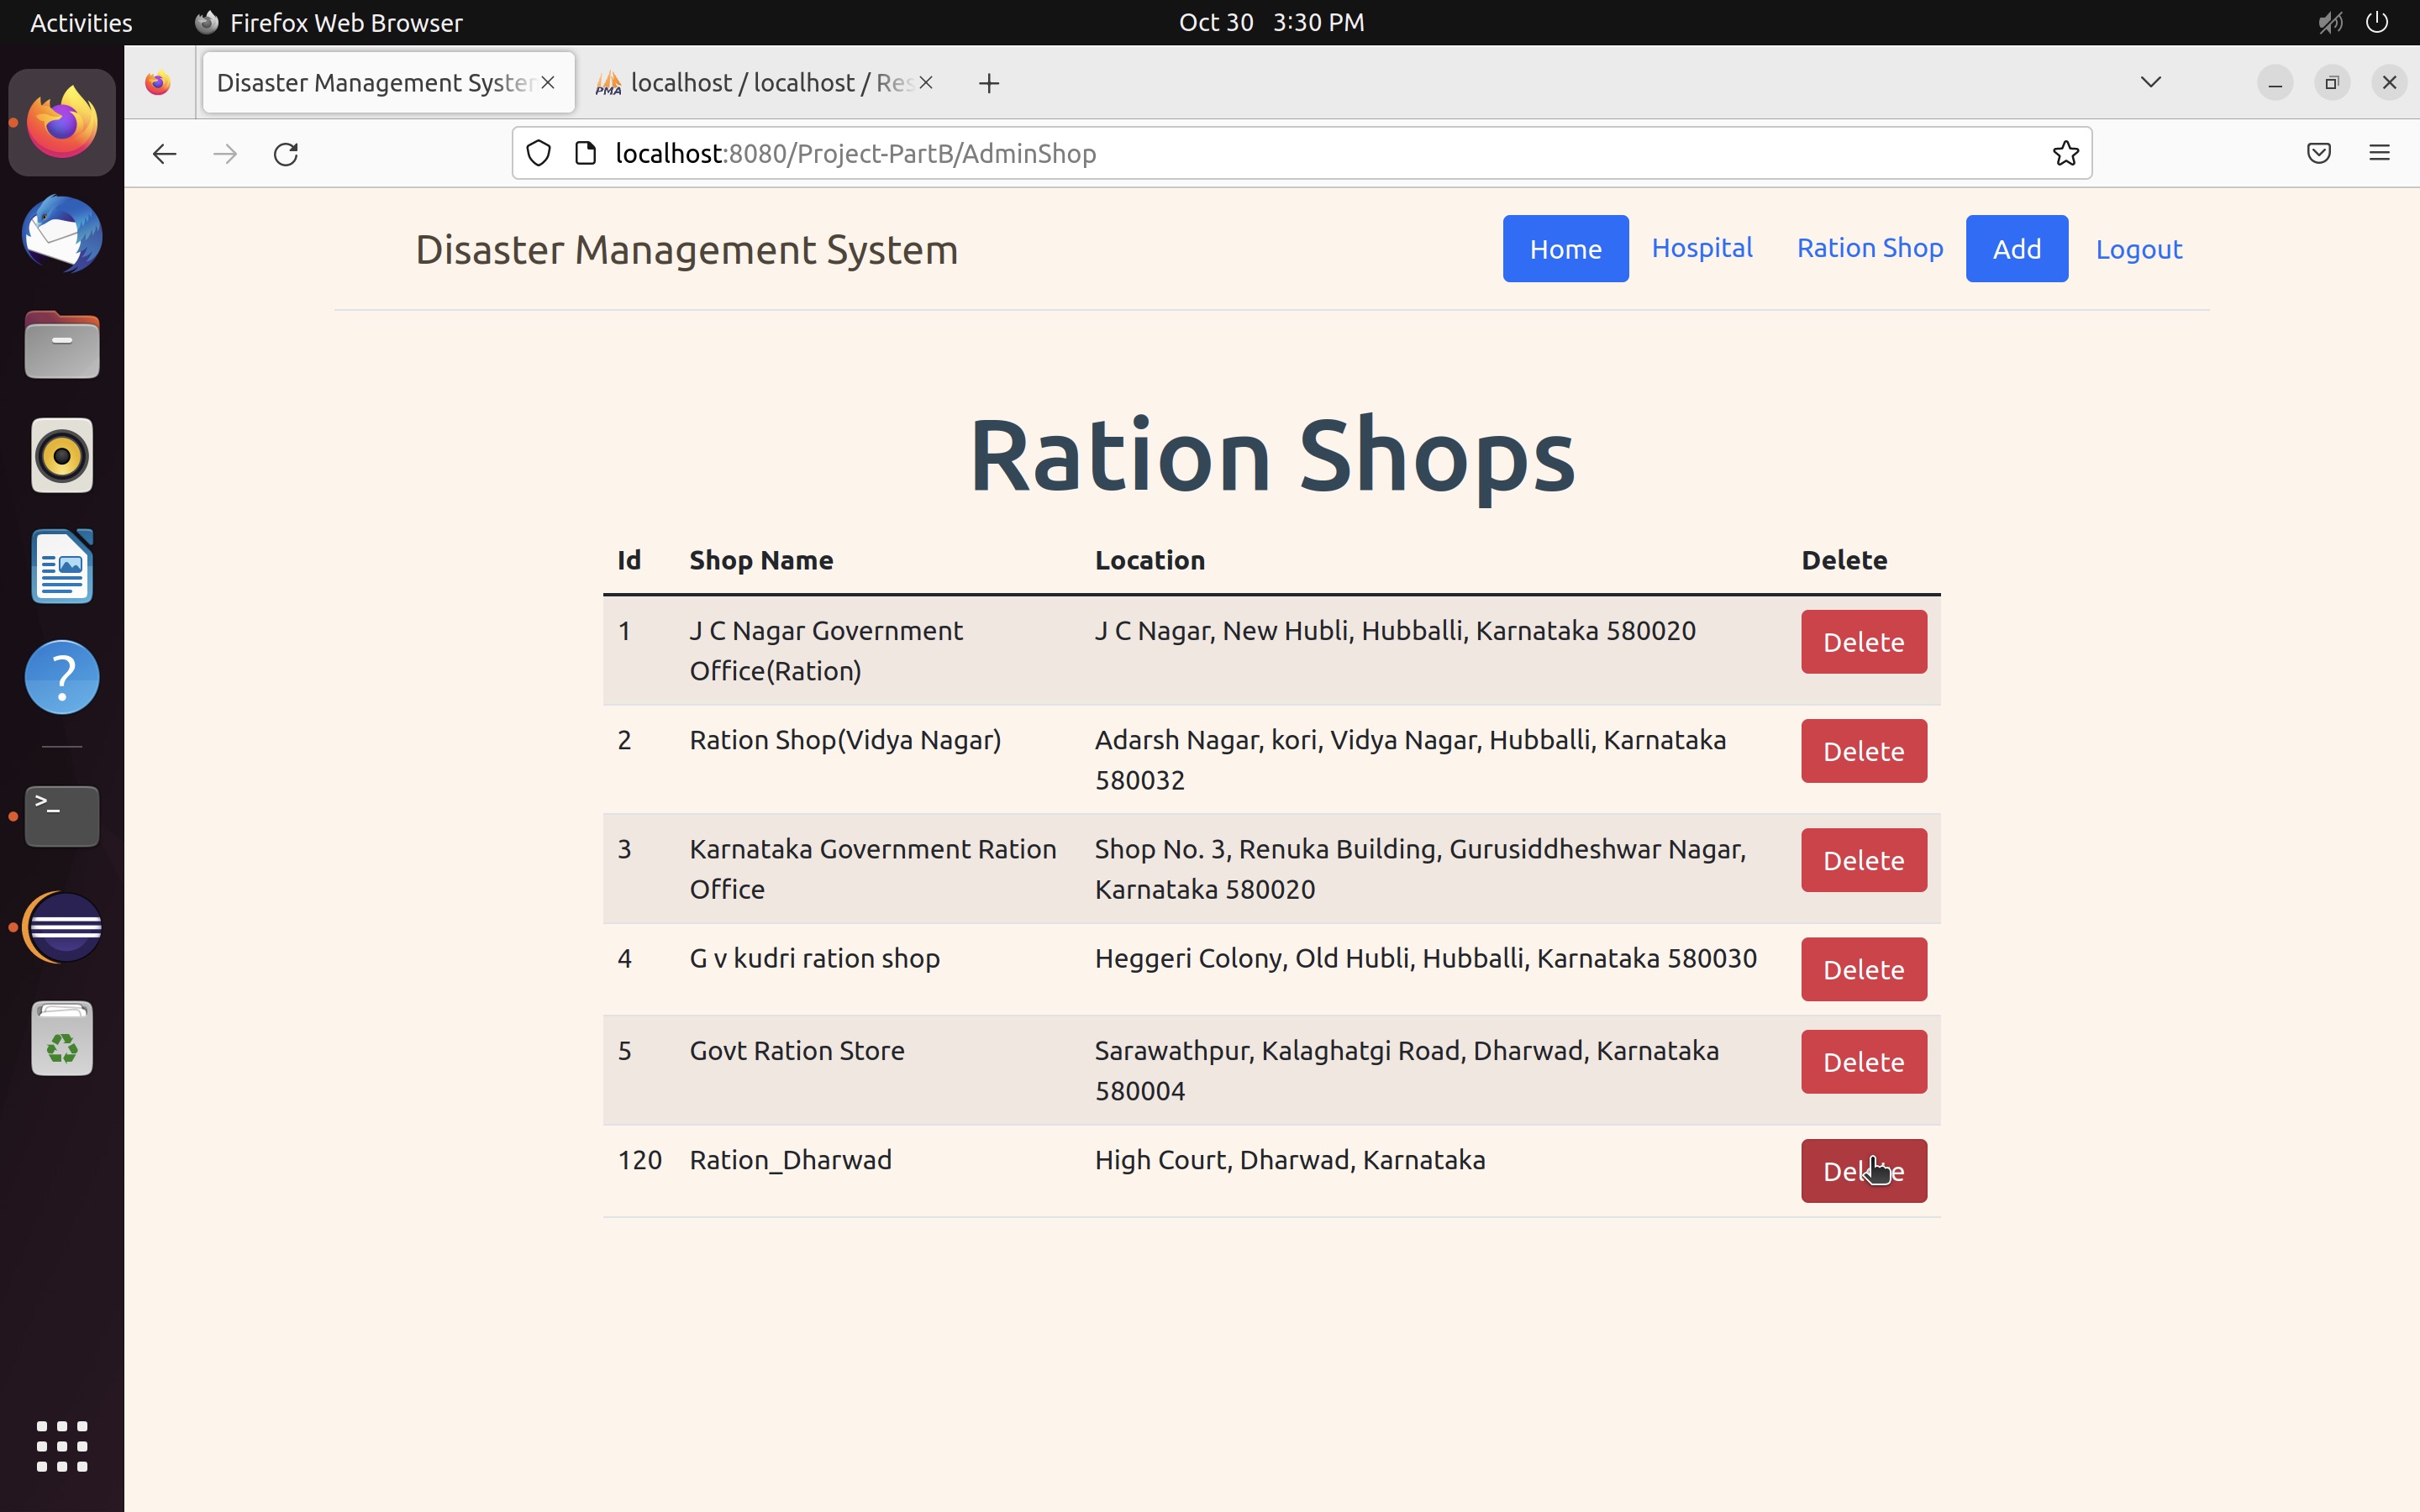 Activities Firefox Web Browser Oct 30 3:30 PM
Disaster Management System localhost / localhost / Res
localhost:8080/Project-PartB/AdminShop
Disaster Management System Home Hospital Ration Shop Add Logout
Ration Shops
Id Shop Name Location Delete
1 J C Nagar Government J C Nagar, New Hubli, Hubballi, Karnataka 580020 Delete
Office(Ration)
2 Ration Shop(Vidya Nagar) Adarsh Nagar, kori, Vidya Nagar, Hubballi, Karnataka Delete
580032
3 Karnataka Government Ration Shop No. 3, Renuka Building, Gurusiddheshwar Nagar, Delete
Office Karnataka 580020
4 G v kudri ration shop Heggeri Colony, Old Hubli, Hubballi, Karnataka 580030 Delete
5 Govt Ration Store Sarawathpur, Kalaghatgi Road, Dharwad, Karnataka Delete
580004
120 Ration_Dharwad High Court, Dharwad, Karnataka Delete